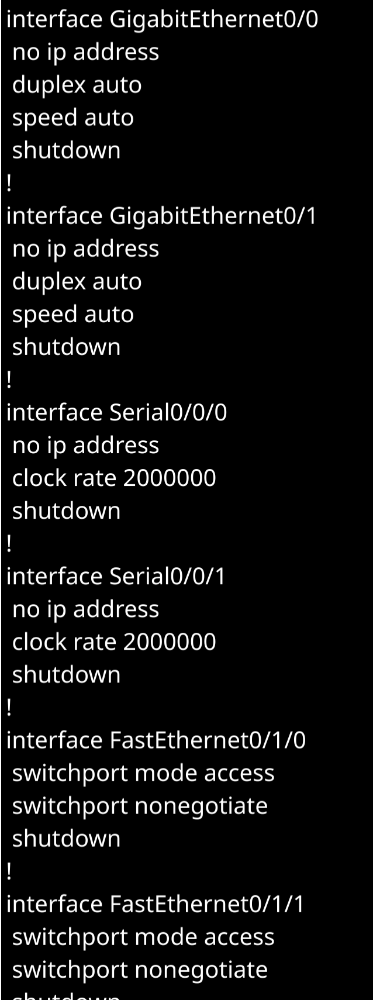 interface GigabitEthernet0/0
 no ip address
 duplex auto
 speed auto
 shutdown
!
interface GigabitEthernet0/1
 no ip address
 duplex auto
 speed auto
 shutdown
!
interface Serial0/0/0
 no ip address
 clock rate 2000000
 shutdown
!
interface Serial0/0/1
 no ip address
 clock rate 2000000
 shutdown
!
interface FastEthernet0/1/0
 switchport mode access
 switchport nonegotiate
 shutdown
!
interface FastEthernet0/1/1
 switchport mode access
 switchport nonegotiate
 shutdown